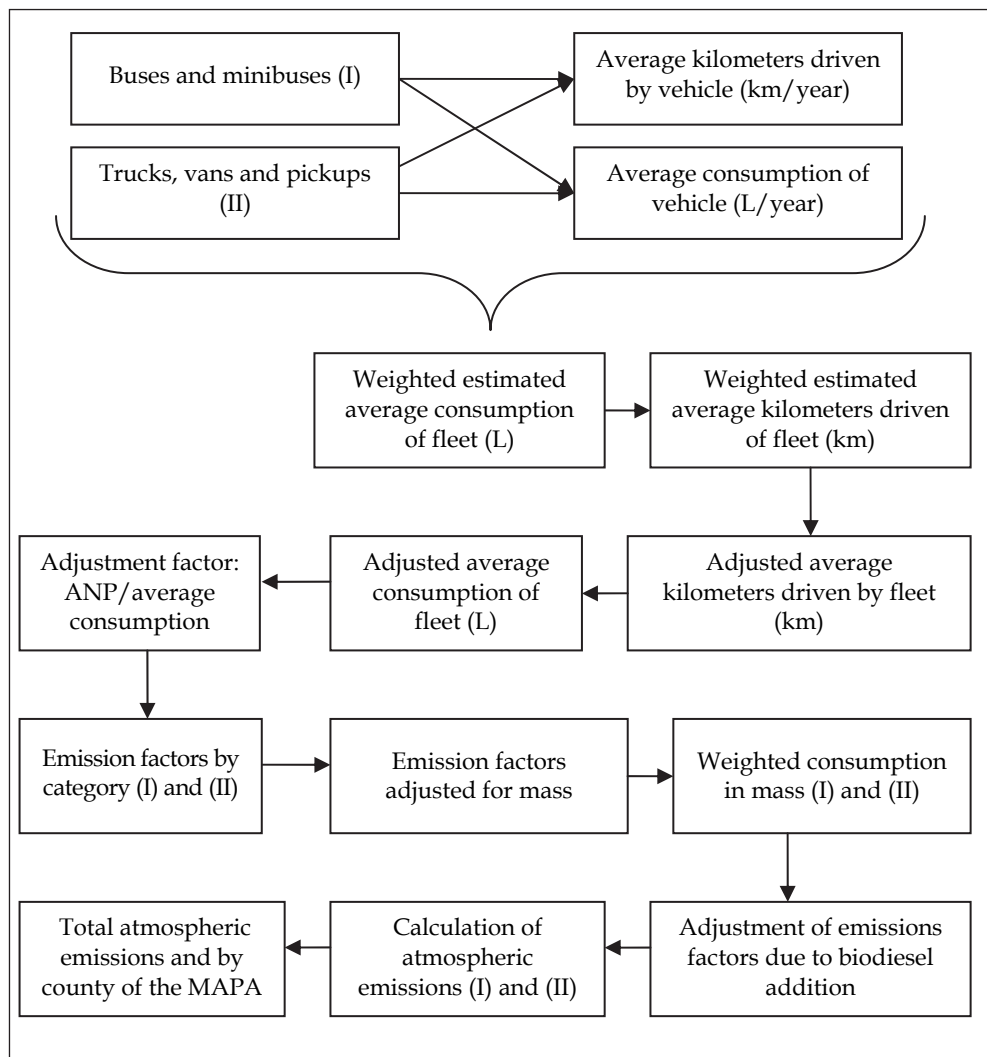 Buses and minibuses (I)
Average kilometers driven
by vehicle (km/year)
Trucks, vans and pickups
(II)
Average consumption of
vehicle (L/year)
Weighted estimated
average consumption
of fleet (L)
Weighted estimated
average kilometers driven
of fleet (km)
Adjustment factor:
ANP/average
consumption
Adjusted average
consumption of
fleet (L)
Adjusted average
kilometers driven by fleet
(km)
Emission factors by
category (I) and (II)
Emission factors
adjusted for mass
Weighted consumption
in mass (I) and (II)
Total atmospheric
emissions and by
county of the MAPA
Calculation of
atmospheric
emissions (I) and (II)
Adjustment of emissions
factors due to biodiesel
addition